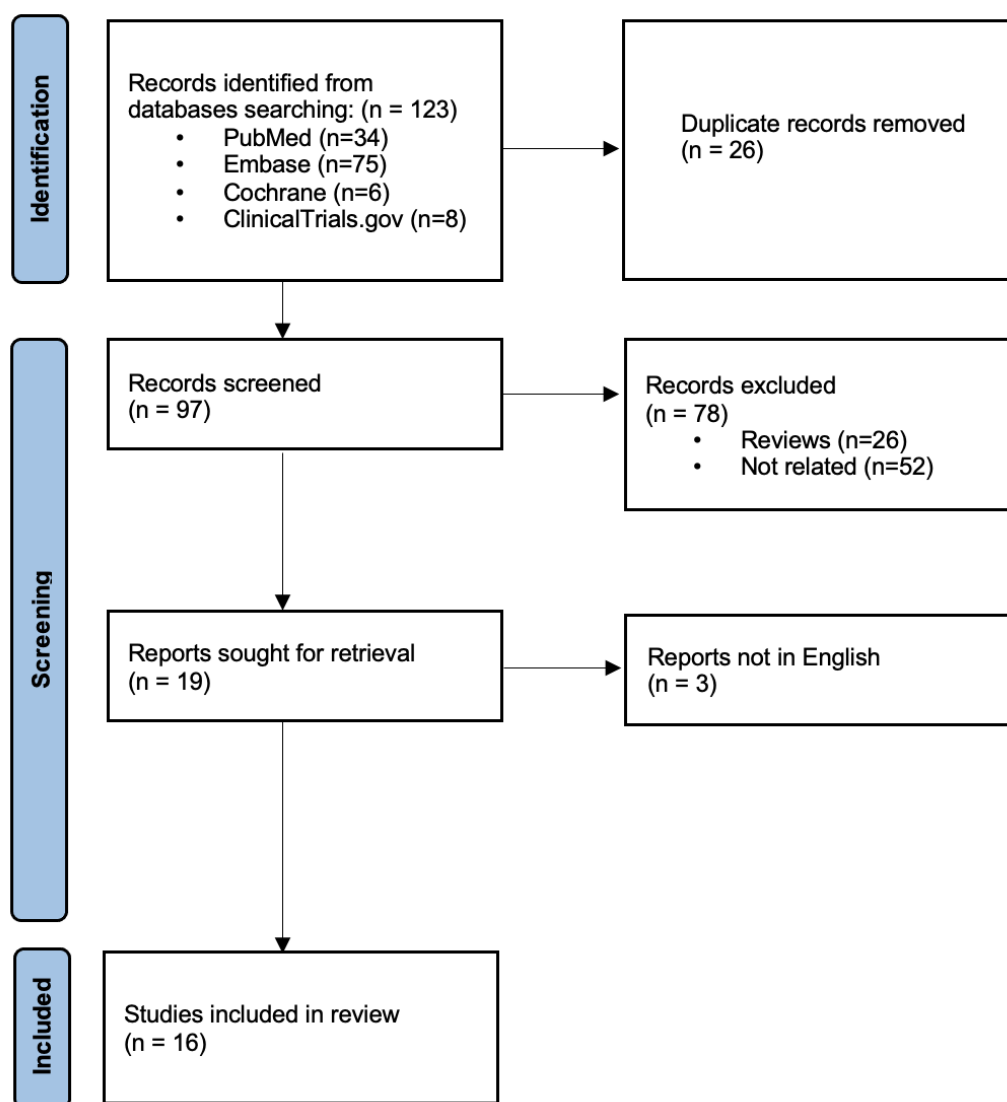 Identification
Records identified from
databases searching: (n = 123)
• PubMed (n=34)
• Embase (n=75)
• Cochrane (n=6)
• ClinicalTrials.gov (n=8)
Duplicate records removed
(n = 26)
Screening
Records screened
(n = 97)
Records excluded
(n = 78)
• Reviews (n=26)
• Not related (n=52)
Reports sought for retrieval
(n = 19)
Reports not in English
(n = 3)
Included
Studies included in review
(n = 16)